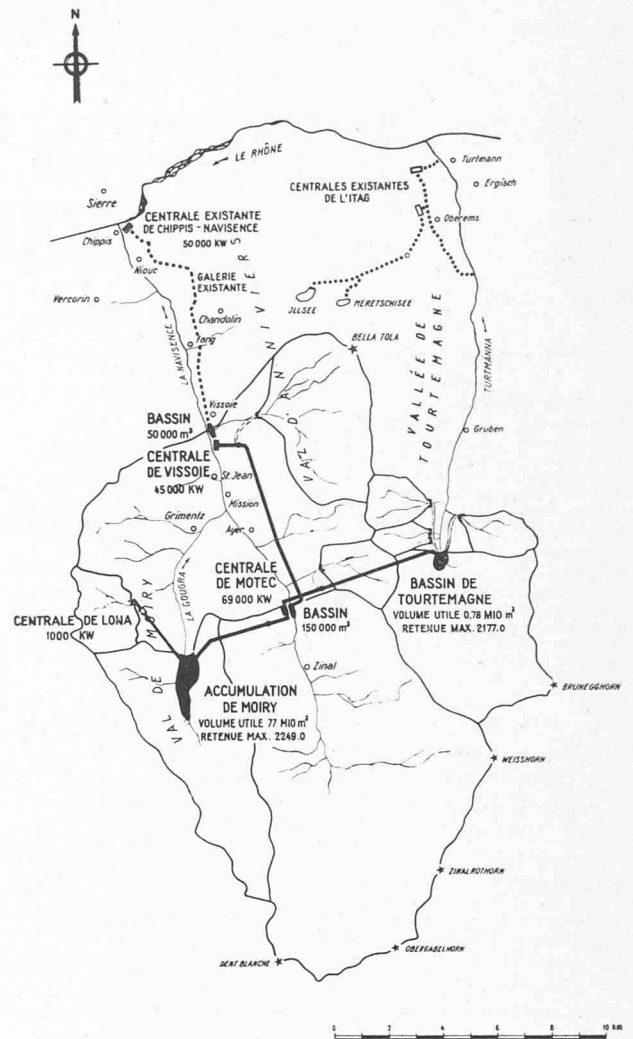 N
LE RHÔNE
Turtmann
CENTRALES EXISTANTES
DE L'ITAG
Ergisch
Sierre
Oberems
CENTRALE EXISTANTE
DE CHIPPIS - NAVISENCE
50 000 KW
Chippis
Niouc
GALERIE
EXISTANTE
Vercorin
Chandolin
ILLSEE
MERETSCHISEE
Fang
LA NAVISENCE
VAL D'ANNIVIERS
BELLA TOLA
VALLÉE DE
TOURTEMAGNE
TURTMANNA
Vissoie
BASSIN
50 000 m³
Gruben
CENTRALE
DE VISSOIE
45 000 KW
St. Jean
Mission
Grimentz
Ayer
CENTRALE
DE MOTEC
69 000 KW
LA GOUGRA
BASSIN DE
TOURTEMAGNE
VOLUME UTILE 0,78 MIO m³
RETENUE MAX. 2177.0
CENTRALE DE LONA
1000 KW
BASSIN
150 000 m³
VAL DE MOIRY
Zinal
ACCUMULATION
DE MOIRY
VOLUME UTILE 77 MIO m³
RETENUE MAX. 2249.0
BRUNEGGHORN
WEISSHORN
ZINALROTHORN
OBERGABELHORN
DENT BLANCHE
0 2 4 6 8 10 KM